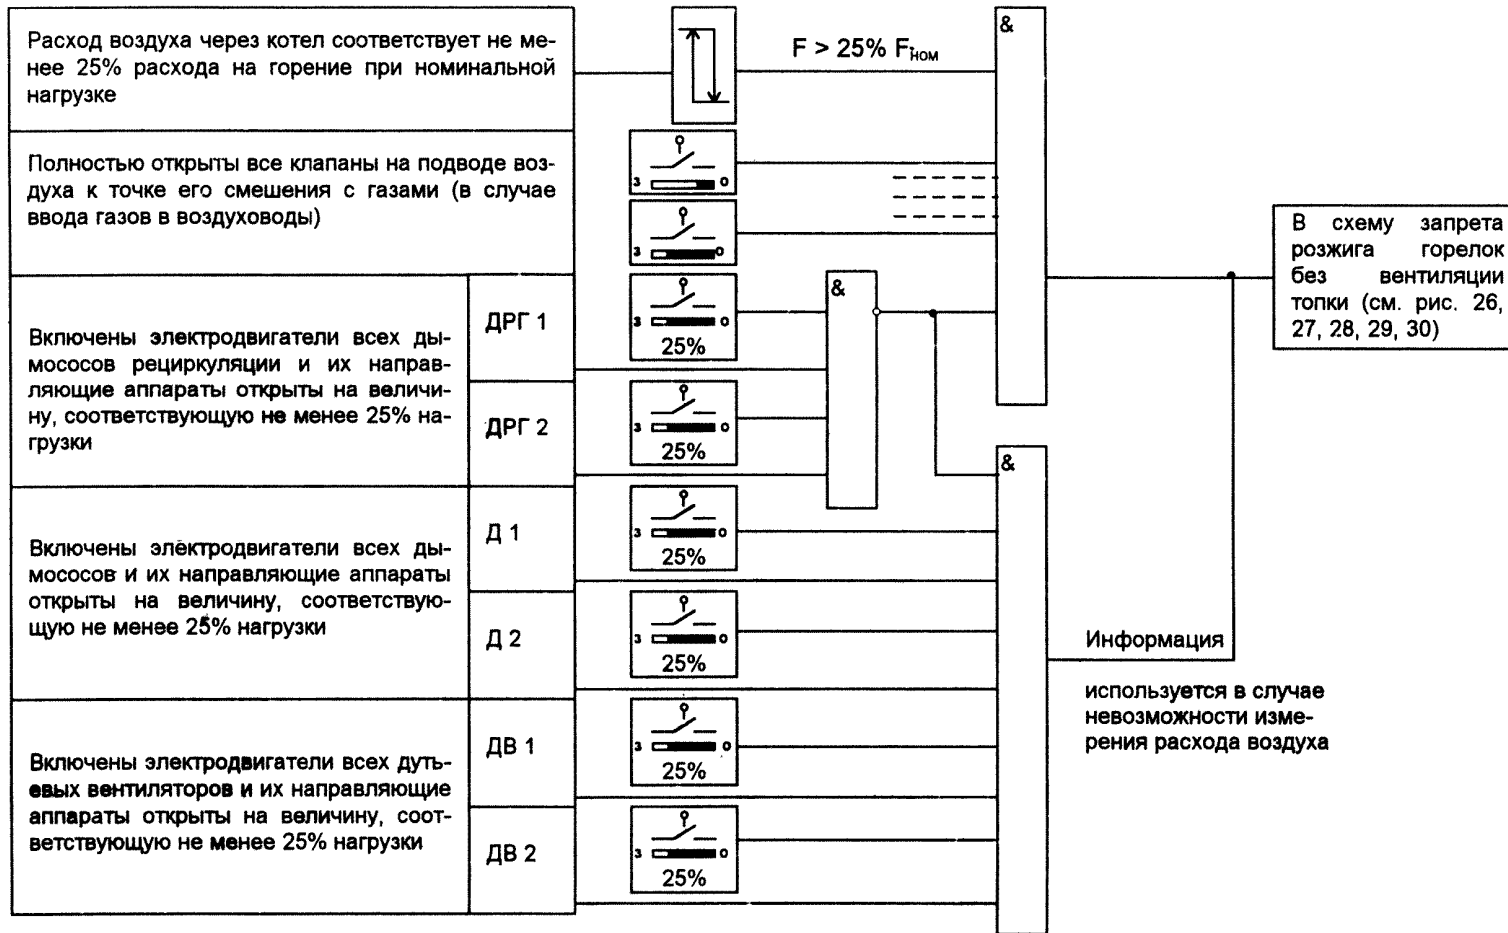 Расход воздуха через котел соответствует не ме-
нее 25% расхода на горение при номинальной
нагрузке
F > 25% Fном
&
Полностью открыты все клапаны на подводе воз-
духа к точке его смешения с газами (в случае
ввода газов в воздуховоды)
з о
з о
В схему запрета
розжига горелок
без вентиляции
топки (см. рис. 26,
27, 28, 29, 30)
Включены электродвигатели всех ды-
мососов рециркуляции и их направ-
ляющие аппараты открыты на величи-
ну, соответствующую не менее 25% на-
грузки
ДРГ 1
з о
25%
&
ДРГ 2
з о
25%
&
Включены электродвигатели всех ды-
мососов и их направляющие аппараты
открыты на величину, соответствую-
щую не менее 25% нагрузки
Д 1
з о
25%
Д 2
з о
25%
Информация
используется в случае
невозможности изме-
рения расхода воздуха
Включены электродвигатели всех дуть-
евых вентиляторов и их направляющие
аппараты открыты на величину, соот-
ветствующую не менее 25% нагрузки
ДВ 1
з о
25%
ДВ 2
з о
25%